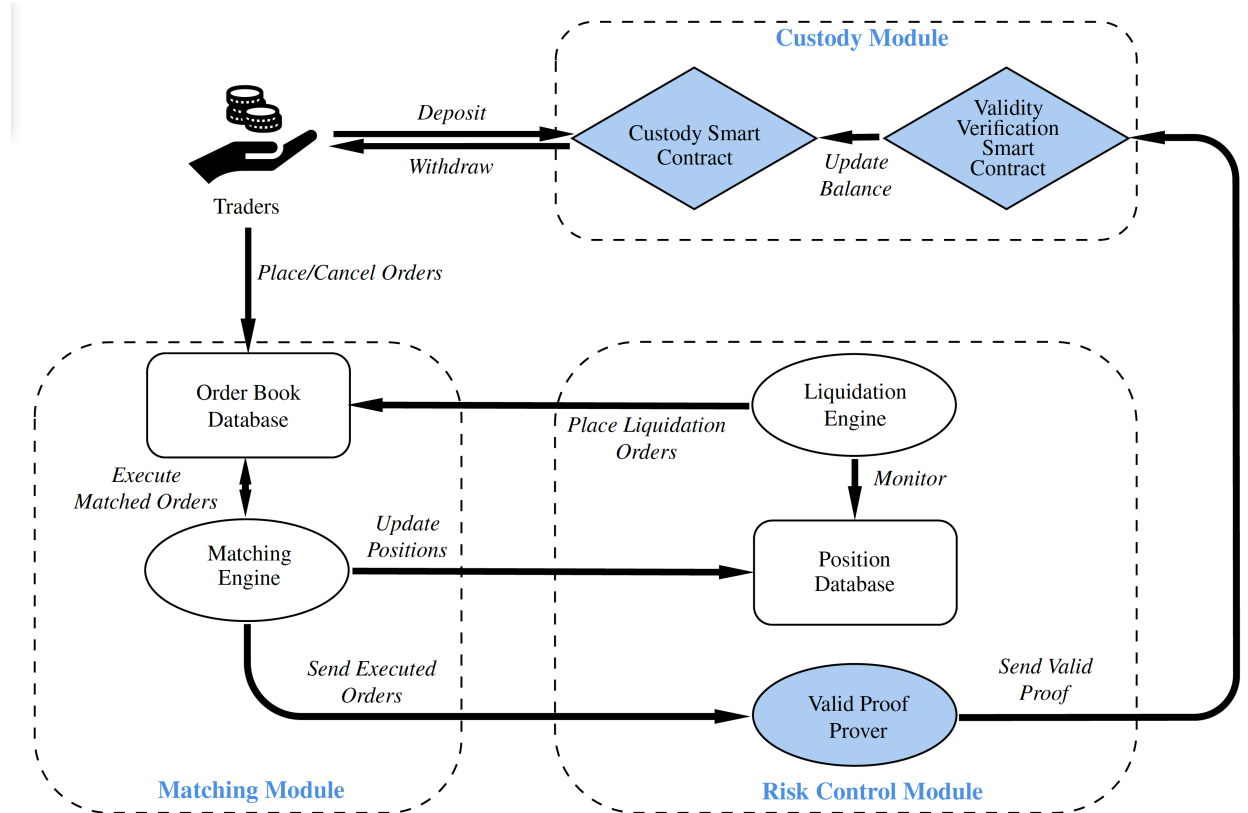 Custody Module
Deposit
Withdraw
Custody Smart
Contract
Update
Balance
Validity
Verification
Smart
Contract
Traders
Place/Cancel Orders
Order Book
Database
Place Liquidation
Orders
Liquidation
Engine
Execute
Matched Orders
Monitor
Matching
Engine
Update
Positions
Position
Database
Send Executed
Orders
Valid Proof
Prover
Send Valid
Proof
Matching Module
Risk Control Module